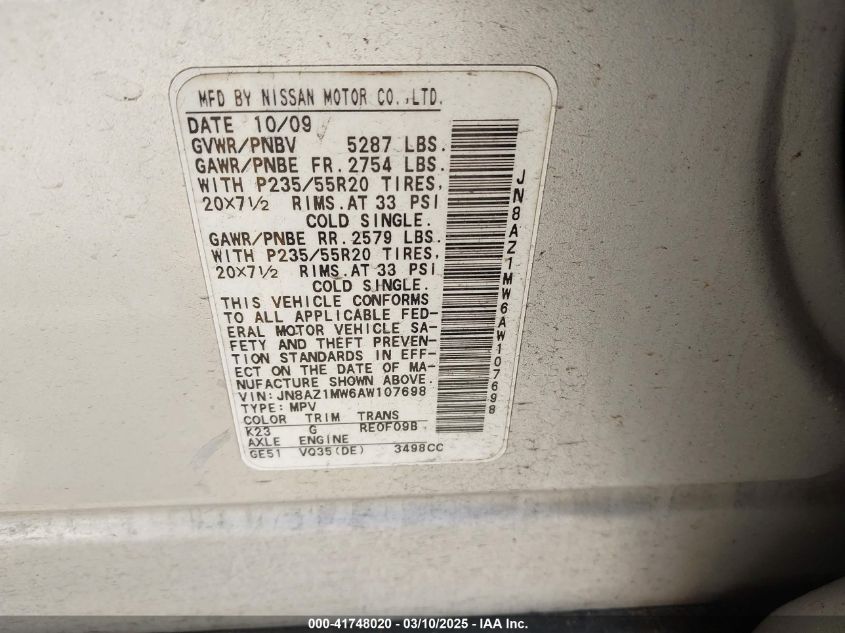 MFD BY NISSAN MOTOR CO.,LTD.
DATE 10/09
GVWR/PNBV 5287 LBS.
GAWR/PNBE FR.2754 LBS.
WITH P235/55R20 TIRES,
20×7½ RIMS.AT 33 PSI
COLD SINGLE.
GAWR/PNBE RR.2579 LBS.
WITH P235/55R20 TIRES,
20×7½ RIMS.AT 33 PSI
COLD SINGLE.
THIS VEHICLE CONFORMS
TO ALL APPLICABLE FED-
ERAL MOTOR VEHICLE SA-
FETY AND THEFT PREVEN-
TION STANDARDS IN EFF-
ECT ON THE DATE OF MA-
NUFACTURE SHOWN ABOVE.
VIN:JN8AZ1MW6AW107698
TYPE:MPV
COLOR TRIM TRANS
K23 G RE0F09B
AXLE ENGINE
GE51 VQ35(DE) 3498CC
JN8AZ1MW6AW107698
000-41748020 — 03/10/2025 — IAA Inc.